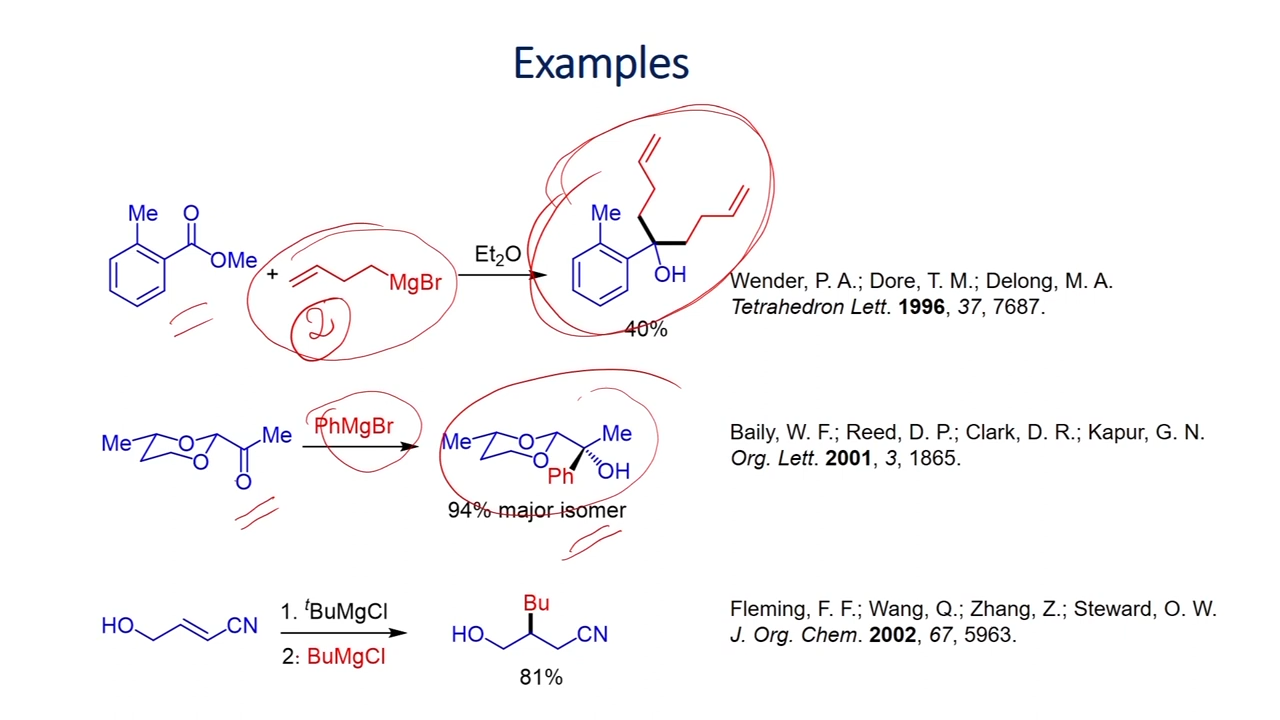 Examples
Me
O
OMe
+
MgBr
2
Et₂O
Me
OH
40%
Wender, P. A.; Dore, T. M.; Delong, M. A.
Tetrahedron Lett. 1996, 37, 7687.
Me
O
O
Me
O
PhMgBr
Me
O
O
Me
Ph
OH
94% major isomer
Baily, W. F.; Reed, D. P.; Clark, D. R.; Kapur, G. N.
Org. Lett. 2001, 3, 1865.
HO
CN
1. ᵗBuMgCl
2: BuMgCl
Bu
HO
CN
81%
Fleming, F. F.; Wang, Q.; Zhang, Z.; Steward, O. W.
J. Org. Chem. 2002, 67, 5963.